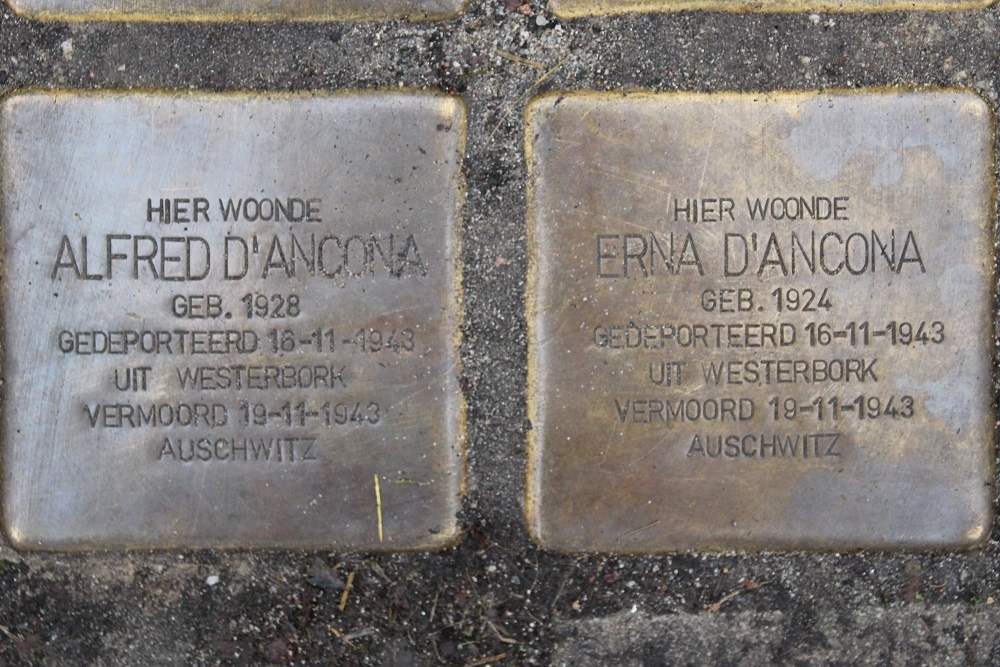 HIER WOONDE
ALFRED D'ANCONA
GEB. 1928
GEDEPORTEERD 16-11-1943
UIT WESTERBORK
VERMOORD 19-11-1943
AUSCHWITZ
HIER WOONDE
ERNA D'ANCONA
GEB. 1924
GEDEPORTEERD 16-11-1943
UIT WESTERBORK
VERMOORD 19-11-1943
AUSCHWITZ